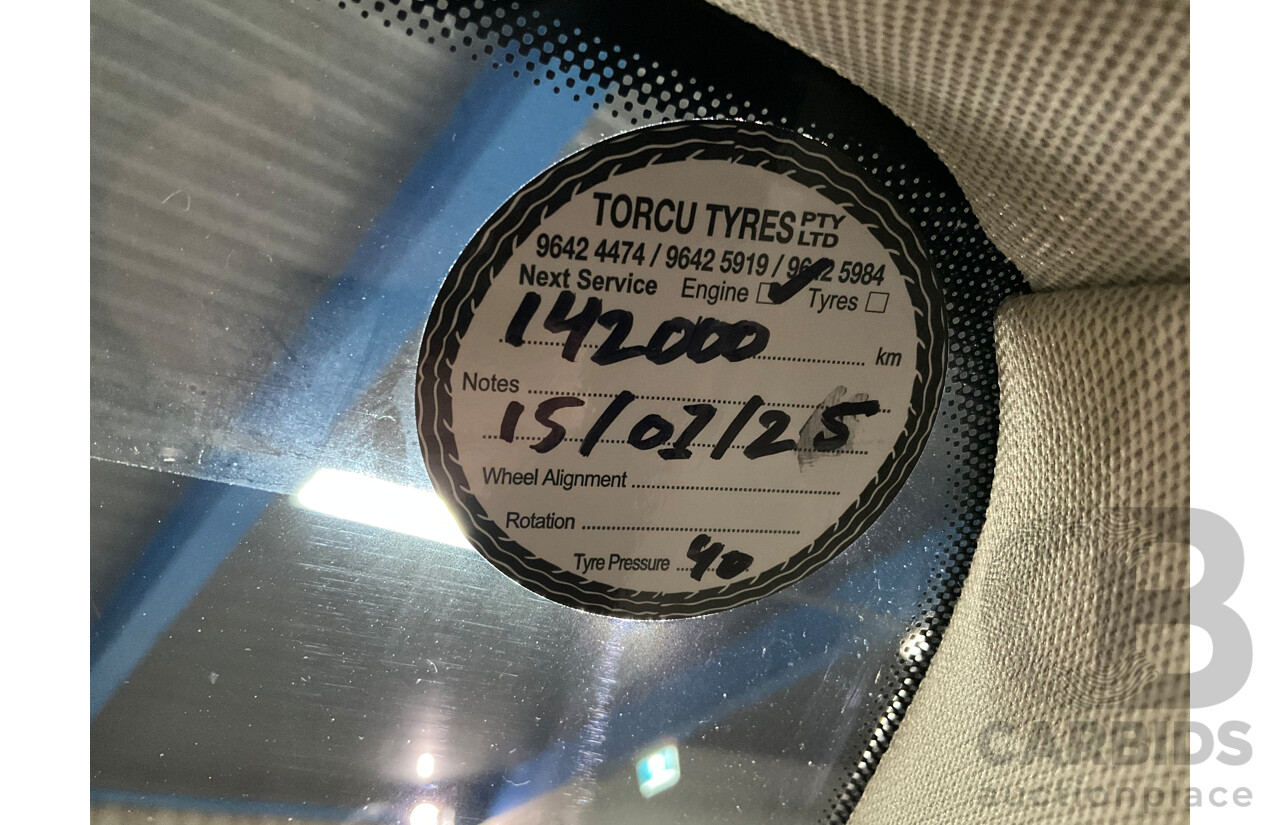 TORCU TYRES PTY LTD
9642 4474 / 9642 5919 / 9642 5984
Next Service Engine ☑ Tyres ☐
142000 km
Notes
15/01/25
Wheel Alignment
Rotation
Tyre Pressure 40
B
CARBIDS
auctionplace